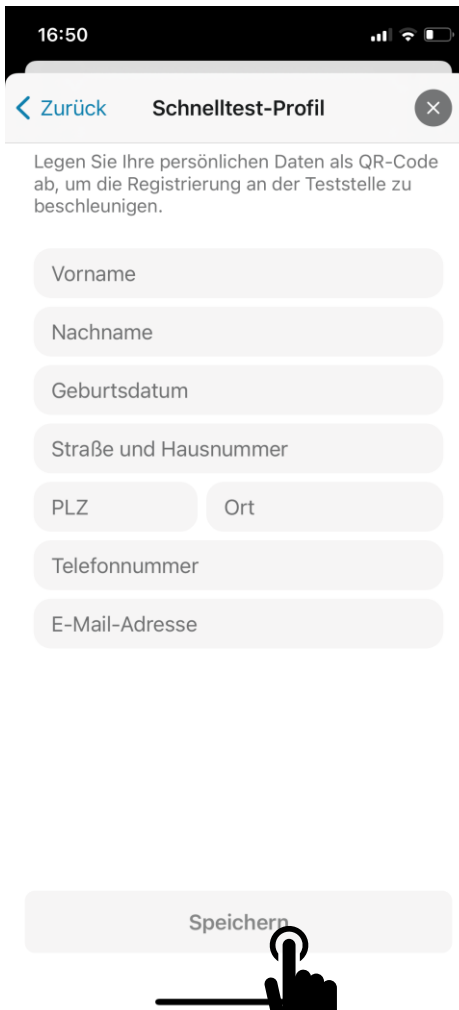 16:50
Zurück Schnelltest-Profil
Legen Sie Ihre persönlichen Daten als QR-Code
ab, um die Registrierung an der Teststelle zu
beschleunigen.
Vorname
Nachname
Geburtsdatum
Straße und Hausnummer
PLZ Ort
Telefonnummer
E-Mail-Adresse
Speichern